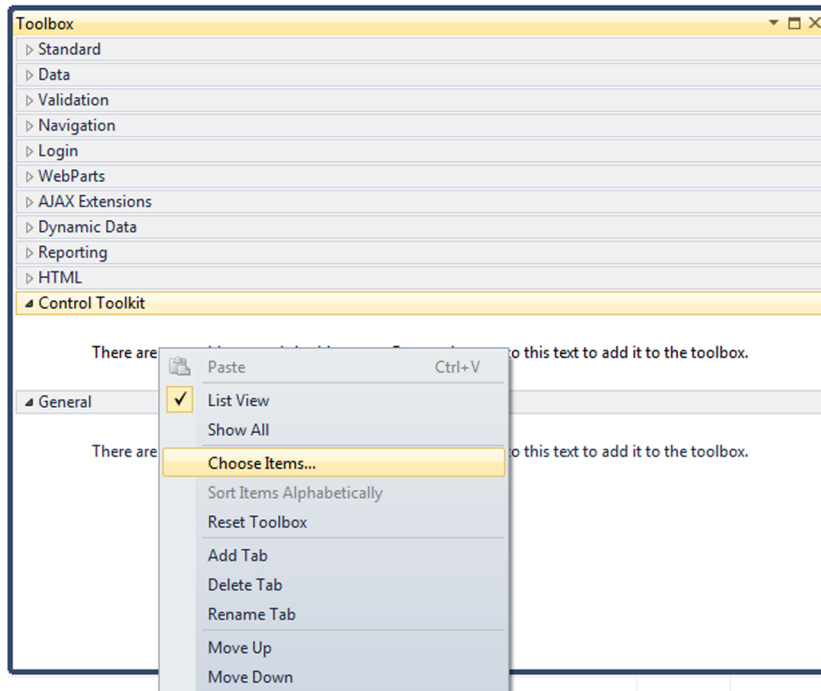 Toolbox
Standard
Data
Validation
Navigation
Login
WebParts
AJAX Extensions
Dynamic Data
Reporting
HTML
Control Toolkit
There are
to this text to add it to the toolbox.
Paste Ctrl+V
List View
General
Show All
There are
to this text to add it to the toolbox.
Choose Items...
Sort Items Alphabetically
Reset Toolbox
Add Tab
Delete Tab
Rename Tab
Move Up
Move Down